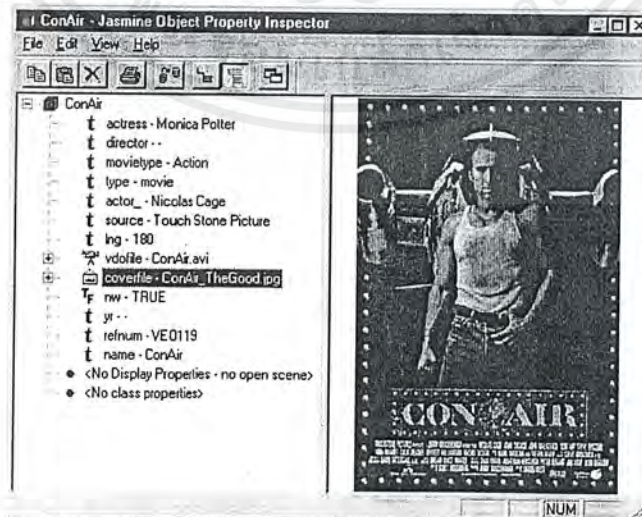 ConAir - Jasmine Object Property Inspector
File Edit View Help
ConAir
t actress - Monica Potter
t director - -
t movietype - Action
t type - movie
t actor_ - Nicolas Cage
t source - Touch Stone Picture
t lng - 180
vdofile - ConAir.avi
coverfile - ConAir_TheGood.jpg
TF nw - TRUE
t yr - -
t refnum - VE0119
t name - ConAir
<No Display Properties - no open scene>
<No class properties>
CON AIR
NUM